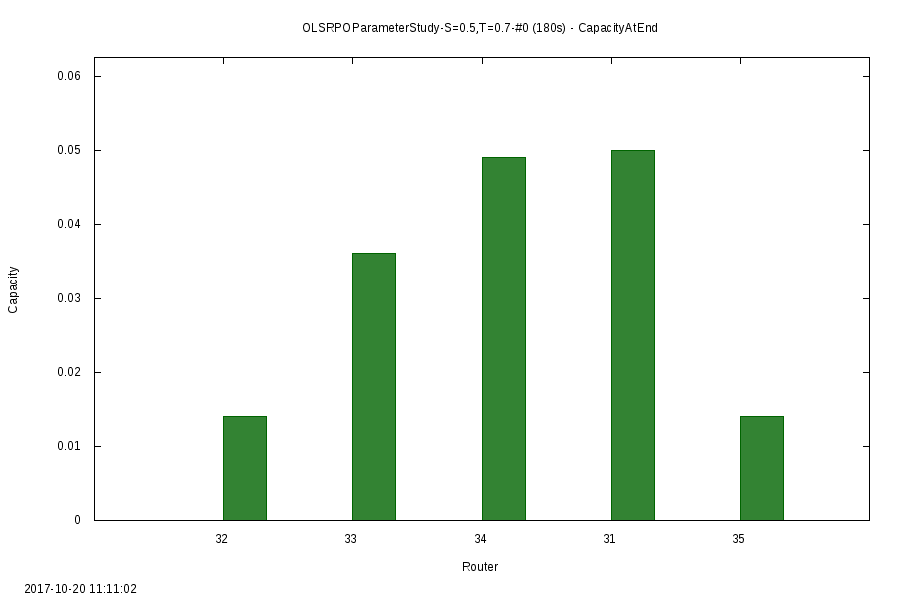 OLSRPOParameterStudy-S=0.5,T=0.7-#0 (180s) - CapacityAtEnd
0.06
0.05
0.04
0.03
0.02
0.01
0
Capacity
32 33 34 31 35
Router
2017-10-20 11:11:02